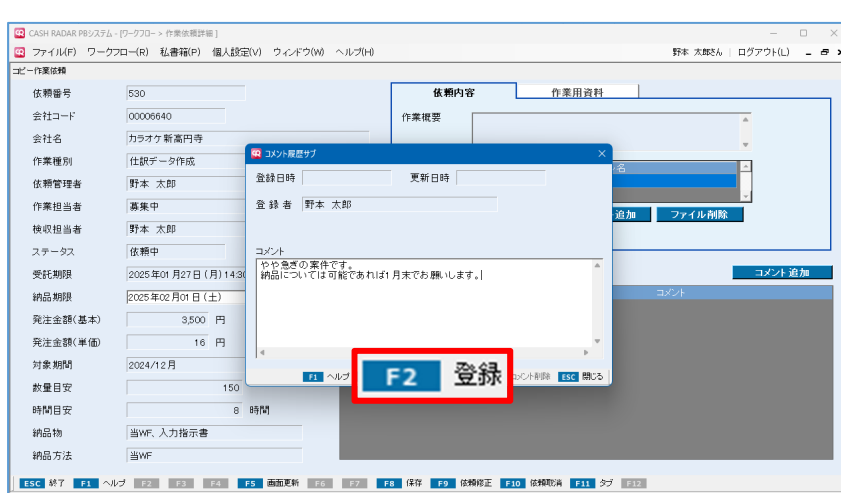 CASH RADAR PBシステム - [ワークフロー > 作業依頼詳細 ]
ファイル(F) ワークフロー(R) 私書箱(P) 個人設定(V) ウィンドウ(W) ヘルプ(H) 野本 太郎さん ログアウト(L)
コピー作業依頼
依頼番号 530
会社コード 00006640
会社名 カラオケ新高円寺
作業種別 仕訳データ作成
依頼管理者 野本 太郎
作業担当者 募集中
検収担当者 野本 太郎
ステータス 依頼中
受託期限 2025年01月27日(月)14:30
納品期限 2025年02月01日(土)
発注金額(基本) 3,500 円
発注金額(単価) 16 円
対象期間 2024/12月
数量目安 150
時間目安 8 時間
納品物 当WF、入力指示書
納品方法 当WF
依頼内容 作業用資料
作業概要
名
追加 ファイル削除
コメント追加
コメント
コメント履歴サブ
登録日時 更新日時
登録者 野本 太郎
コメント
やや急ぎの案件です。
納品については可能であれば1月末でお願いします。
F1 ヘルプ F2 登録 コメント削除 ESC 閉じる
ESC 終了 F1 ヘルプ F2 F3 F4 F5 画面更新 F6 F7 F8 保存 F9 依頼修正 F10 依頼取消 F11 タブ F12